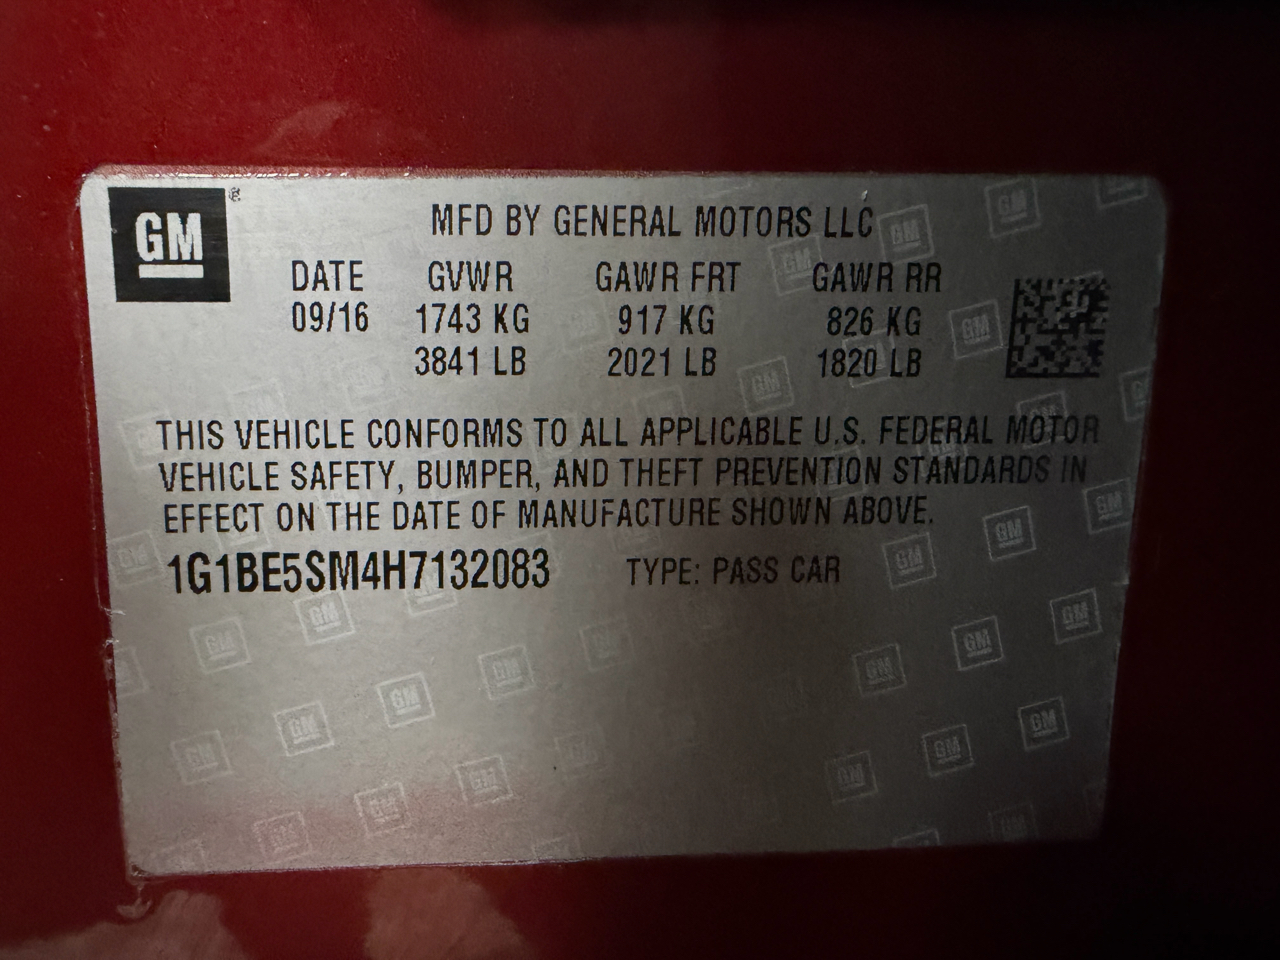 GM ®
MFD BY GENERAL MOTORS LLC
DATE GVWR GAWR FRT GAWR RR
09/16 1743 KG 917 KG 826 KG
3841 LB 2021 LB 1820 LB
THIS VEHICLE CONFORMS TO ALL APPLICABLE U.S. FEDERAL MOTOR
VEHICLE SAFETY, BUMPER, AND THEFT PREVENTION STANDARDS IN
EFFECT ON THE DATE OF MANUFACTURE SHOWN ABOVE.
1G1BE5SM4H7132083 TYPE: PASS CAR